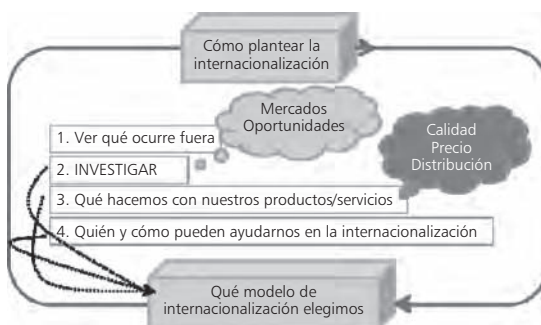 Cómo plantear la
internacionalización
Mercados
Oportunidades
Calidad
Precio
Distribución
1. Ver qué ocurre fuera
2. INVESTIGAR
3. Qué hacemos con nuestros productos/servicios
4. Quién y cómo pueden ayudarnos en la internacionalización
Qué modelo de
internacionalización elegimos